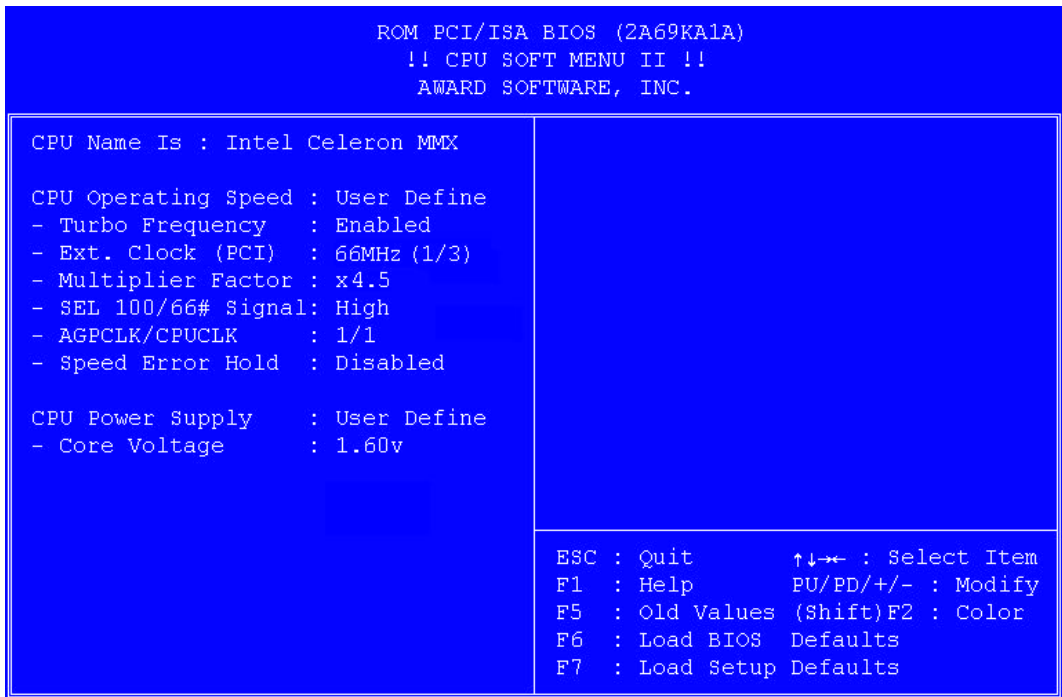 ROM PCI/ISA BIOS (2A69KA1A)
!! CPU SOFT MENU II !!
AWARD SOFTWARE, INC.
CPU Name Is : Intel Celeron MMX
CPU Operating Speed : User Define
- Turbo Frequency : Enabled
- Ext. Clock (PCI) : 66MHz (1/3)
- Multiplier Factor : x4.5
- SEL 100/66# Signal: High
- AGPCLK/CPUCLK : 1/1
- Speed Error Hold : Disabled
CPU Power Supply : User Define
- Core Voltage : 1.60v
ESC : Quit ↑↓→← : Select Item
F1 : Help PU/PD/+/- : Modify
F5 : Old Values (Shift)F2 : Color
F6 : Load BIOS Defaults
F7 : Load Setup Defaults